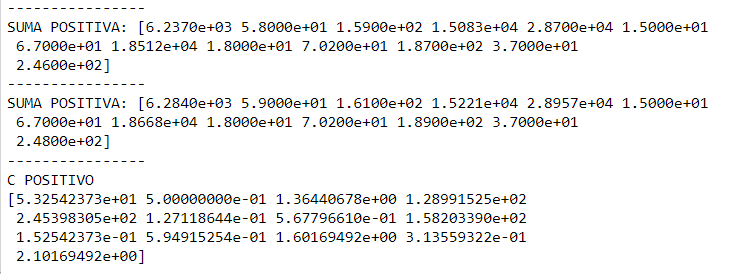 ----------------
SUMA POSITIVA: [6.2370e+03 5.8000e+01 1.5900e+02 1.5083e+04 2.8700e+04 1.5000e+01
 6.7000e+01 1.8512e+04 1.8000e+01 7.0200e+01 1.8700e+02 3.7000e+01
 2.4600e+02]
----------------
SUMA POSITIVA: [6.2840e+03 5.9000e+01 1.6100e+02 1.5221e+04 2.8957e+04 1.5000e+01
 6.7000e+01 1.8668e+04 1.8000e+01 7.0200e+01 1.8900e+02 3.7000e+01
 2.4800e+02]
----------------
C POSITIVO
[5.32542373e+01 5.00000000e-01 1.36440678e+00 1.28991525e+02
 2.45398305e+02 1.27118644e-01 5.67796610e-01 1.58203390e+02
 1.52542373e-01 5.94915254e-01 1.60169492e+00 3.13559322e-01
 2.10169492e+00]